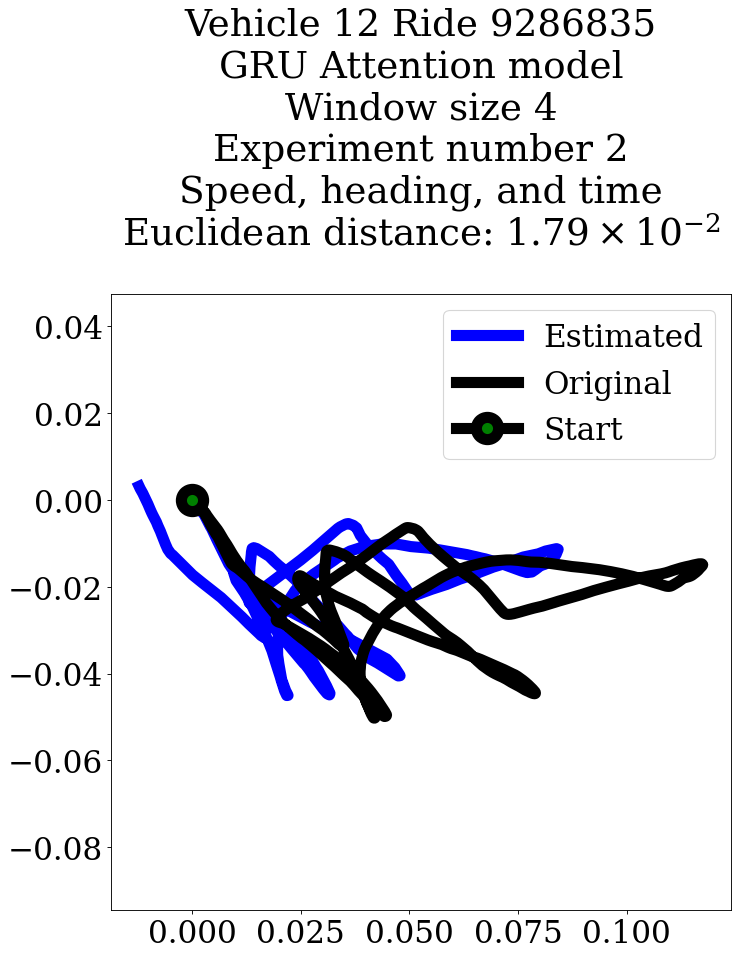 Vehicle 12 Ride 9286835
GRU Attention model
Window size 4
Experiment number 2
Speed, heading, and time
Euclidean distance: 1.79 × 10⁻²
Estimated
Original
Start
0.04
0.02
0.00
−0.02
−0.04
−0.06
−0.08
0.000 0.025 0.050 0.075 0.100